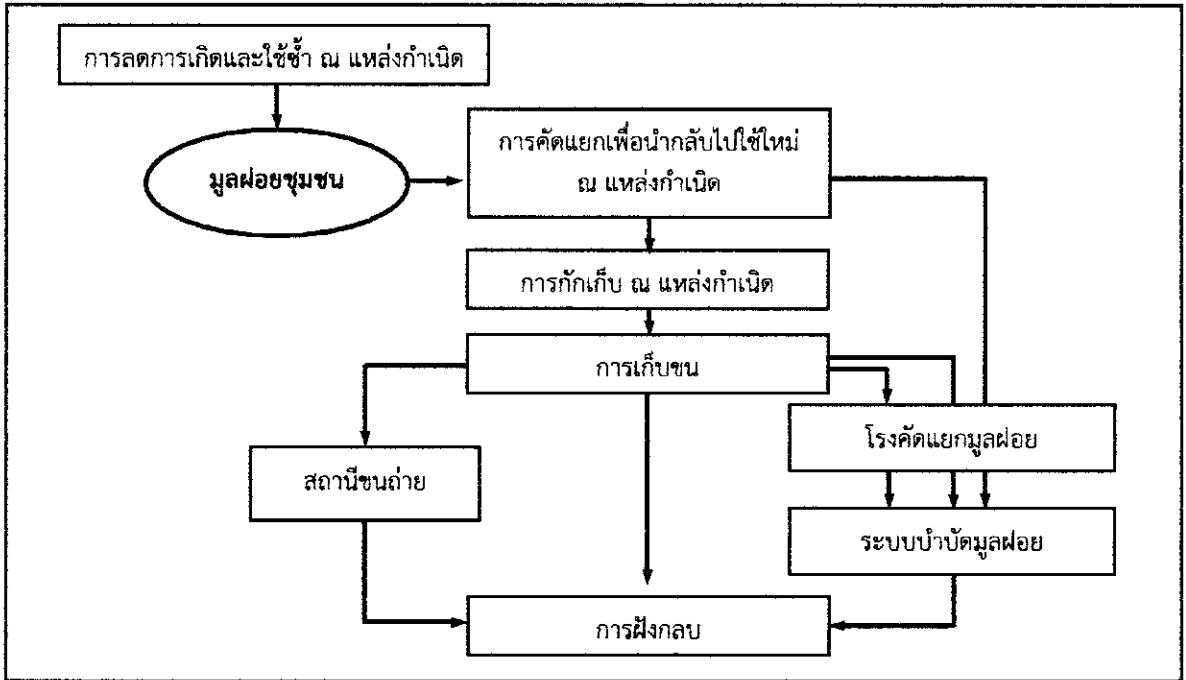 การลดการเกิดและใช้ซ้ำ ณ แหล่งกำเนิด
มูลฝอยชุมชน
การคัดแยกเพื่อนำกลับไปใช้ใหม่
ณ แหล่งกำเนิด
การกักเก็บ ณ แหล่งกำเนิด
การเก็บขน
โรงคัดแยกมูลฝอย
สถานีขนถ่าย
ระบบบำบัดมูลฝอย
การฝังกลบ